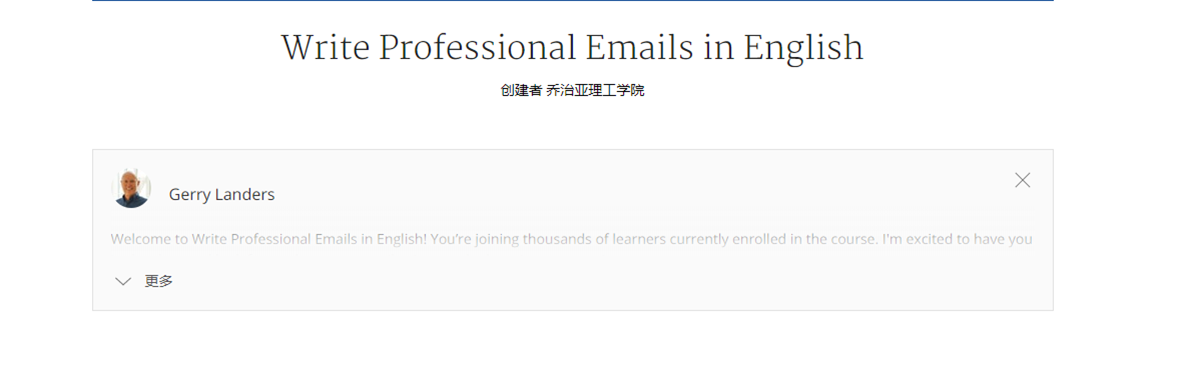 Write Professional Emails in English
创建者 乔治亚理工学院
Gerry Landers
Welcome to Write Professional Emails in English! You're joining thousands of learners currently enrolled in the course. I'm excited to have you
更多